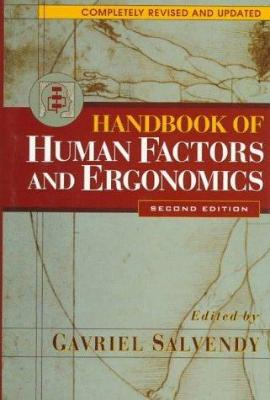 COMPLETELY REVISED AND UPDATED
HANDBOOK OF
HUMAN FACTORS
AND ERGONOMICS
SECOND EDITION
Edited by
GAVRIEL SALVENDY